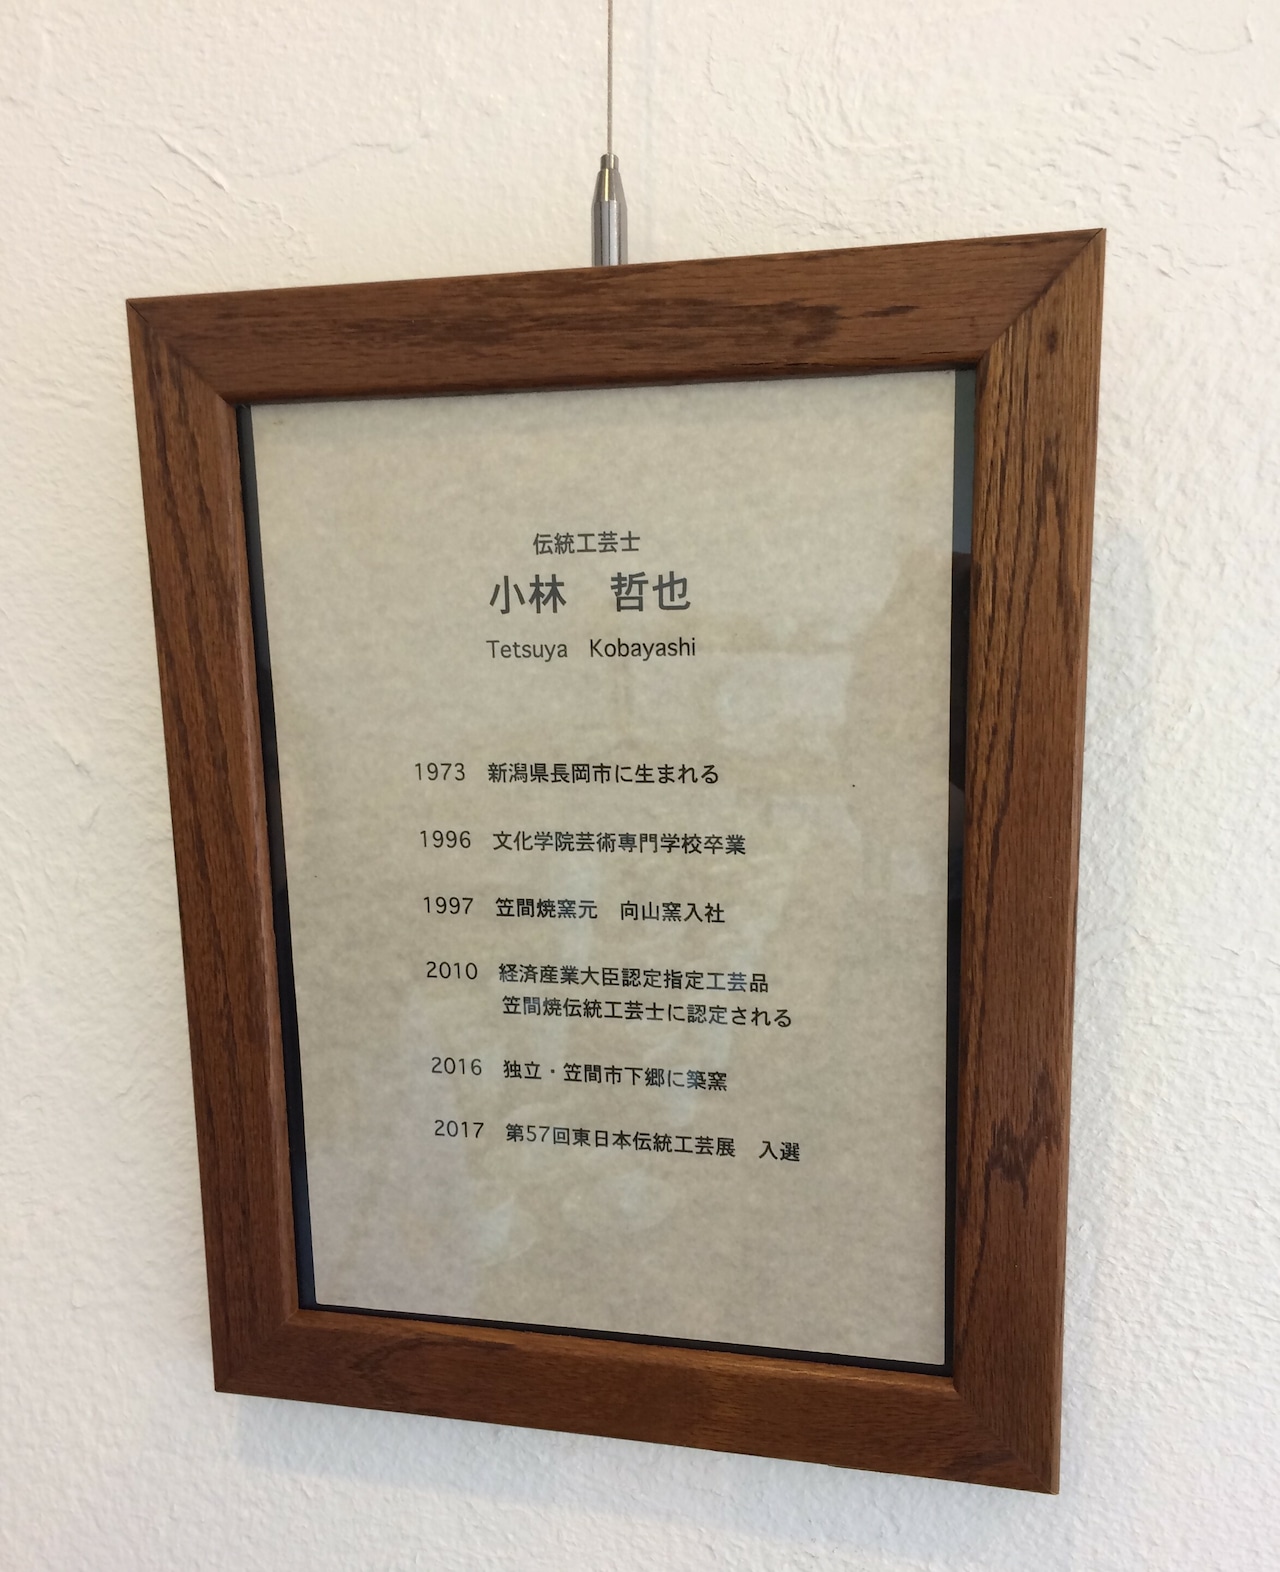 伝統工芸士
小林　哲也
Tetsuya　Kobayashi
1973　新潟県長岡市に生まれる
1996　文化学院芸術専門学校卒業
1997　笠間焼窯元　向山窯入社
2010　経済産業大臣認定指定工芸品
笠間焼伝統工芸士に認定される
2016　独立・笠間市下郷に築窯
2017　第57回東日本伝統工芸展　入選